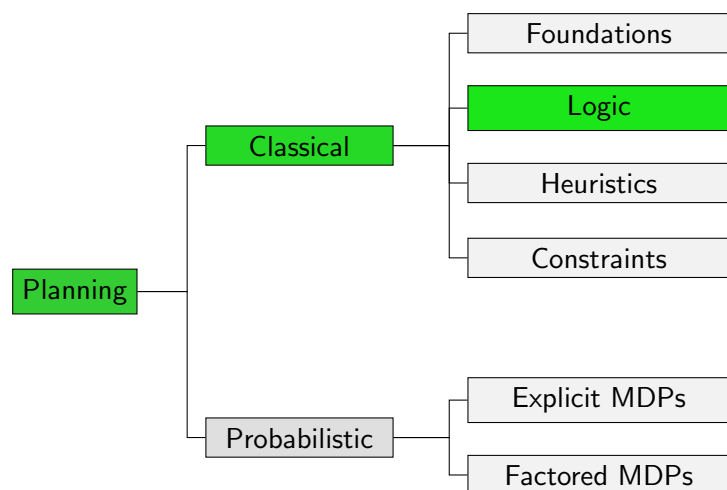 Foundations
Logic
Classical
Heuristics
Constraints
Planning
Explicit MDPs
Probabilistic
Factored MDPs